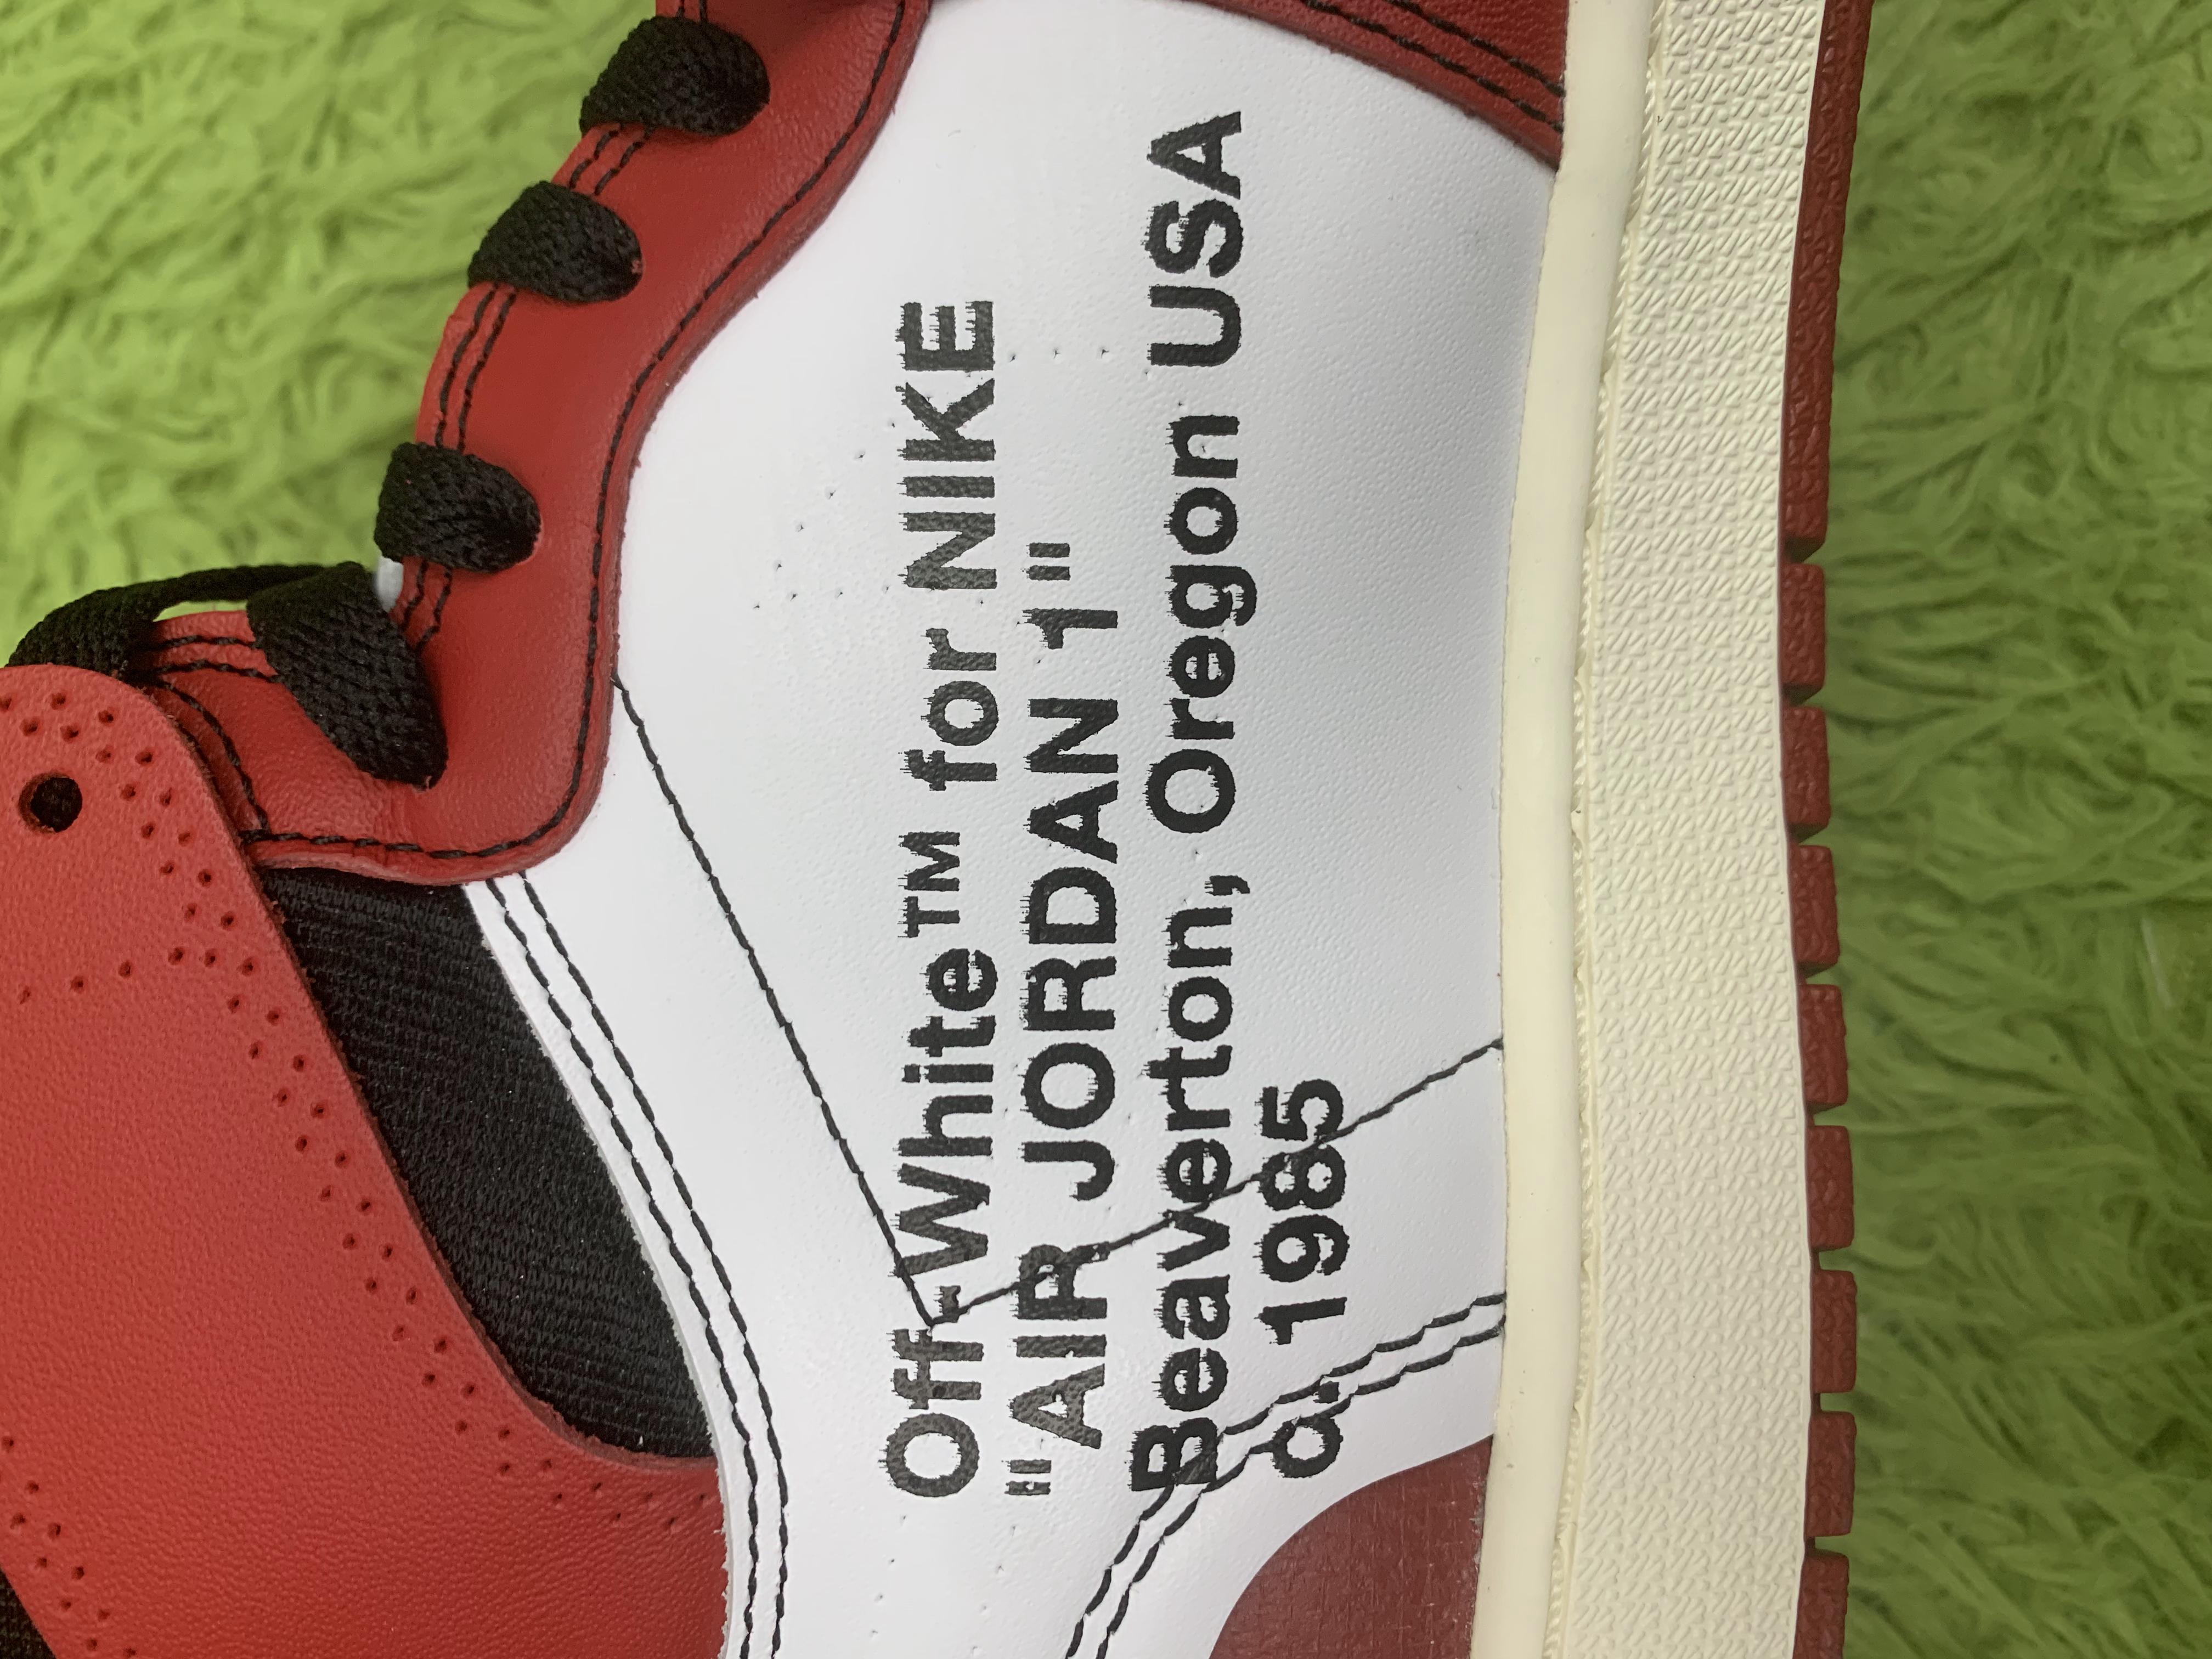 Off-White™ for NIKE
"AIR JORDAN 1"
Beaverton, Oregon USA
c. 1985